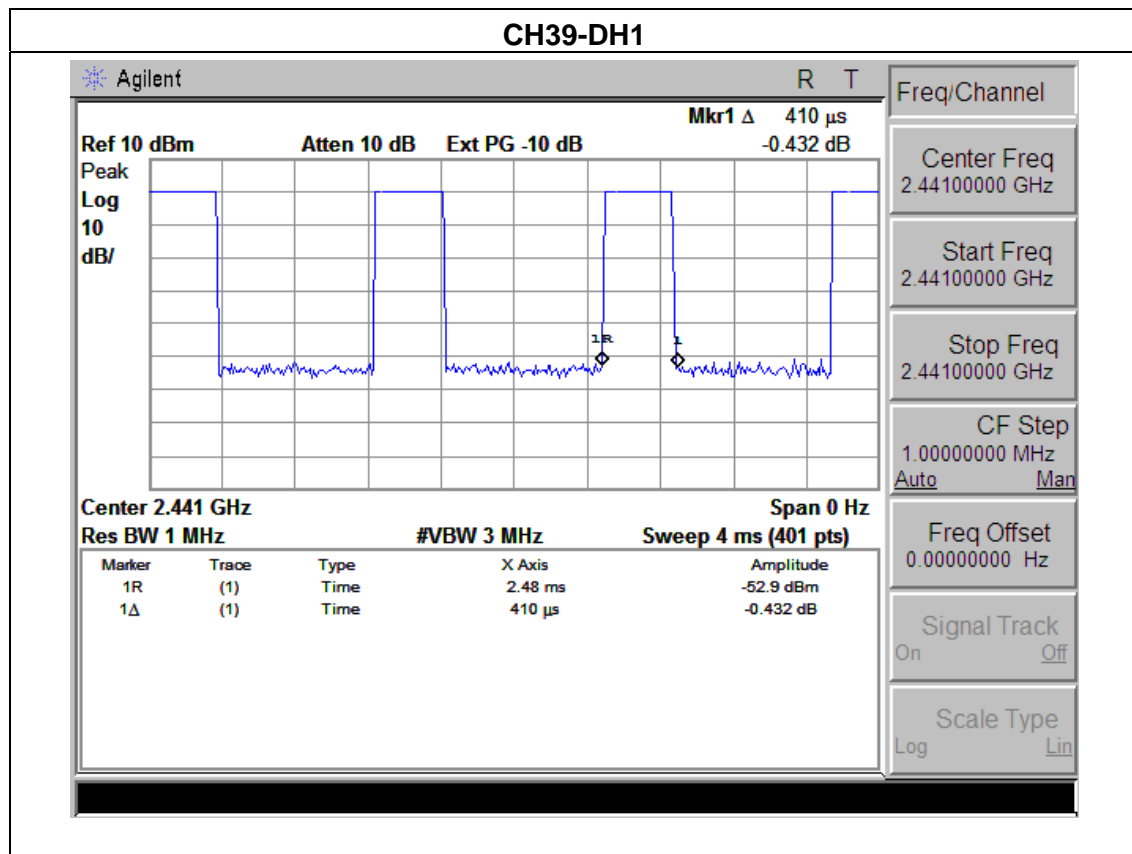 CH39-DH1
Agilent R T
Mkr1 Δ 410 μs
Ref 10 dBm Atten 10 dB Ext PG -10 dB -0.432 dB
Peak
Log
10
dB/
1R 1
Center 2.441 GHz Span 0 Hz
Res BW 1 MHz #VBW 3 MHz Sweep 4 ms (401 pts)
Marker Trace Type X Axis Amplitude
1R (1) Time 2.48 ms -52.9 dBm
1Δ (1) Time 410 μs -0.432 dB
Freq/Channel
Center Freq
2.44100000 GHz
Start Freq
2.44100000 GHz
Stop Freq
2.44100000 GHz
CF Step
1.00000000 MHz
Auto Man
Freq Offset
0.00000000 Hz
Signal Track
On Off
Scale Type
Log Lin